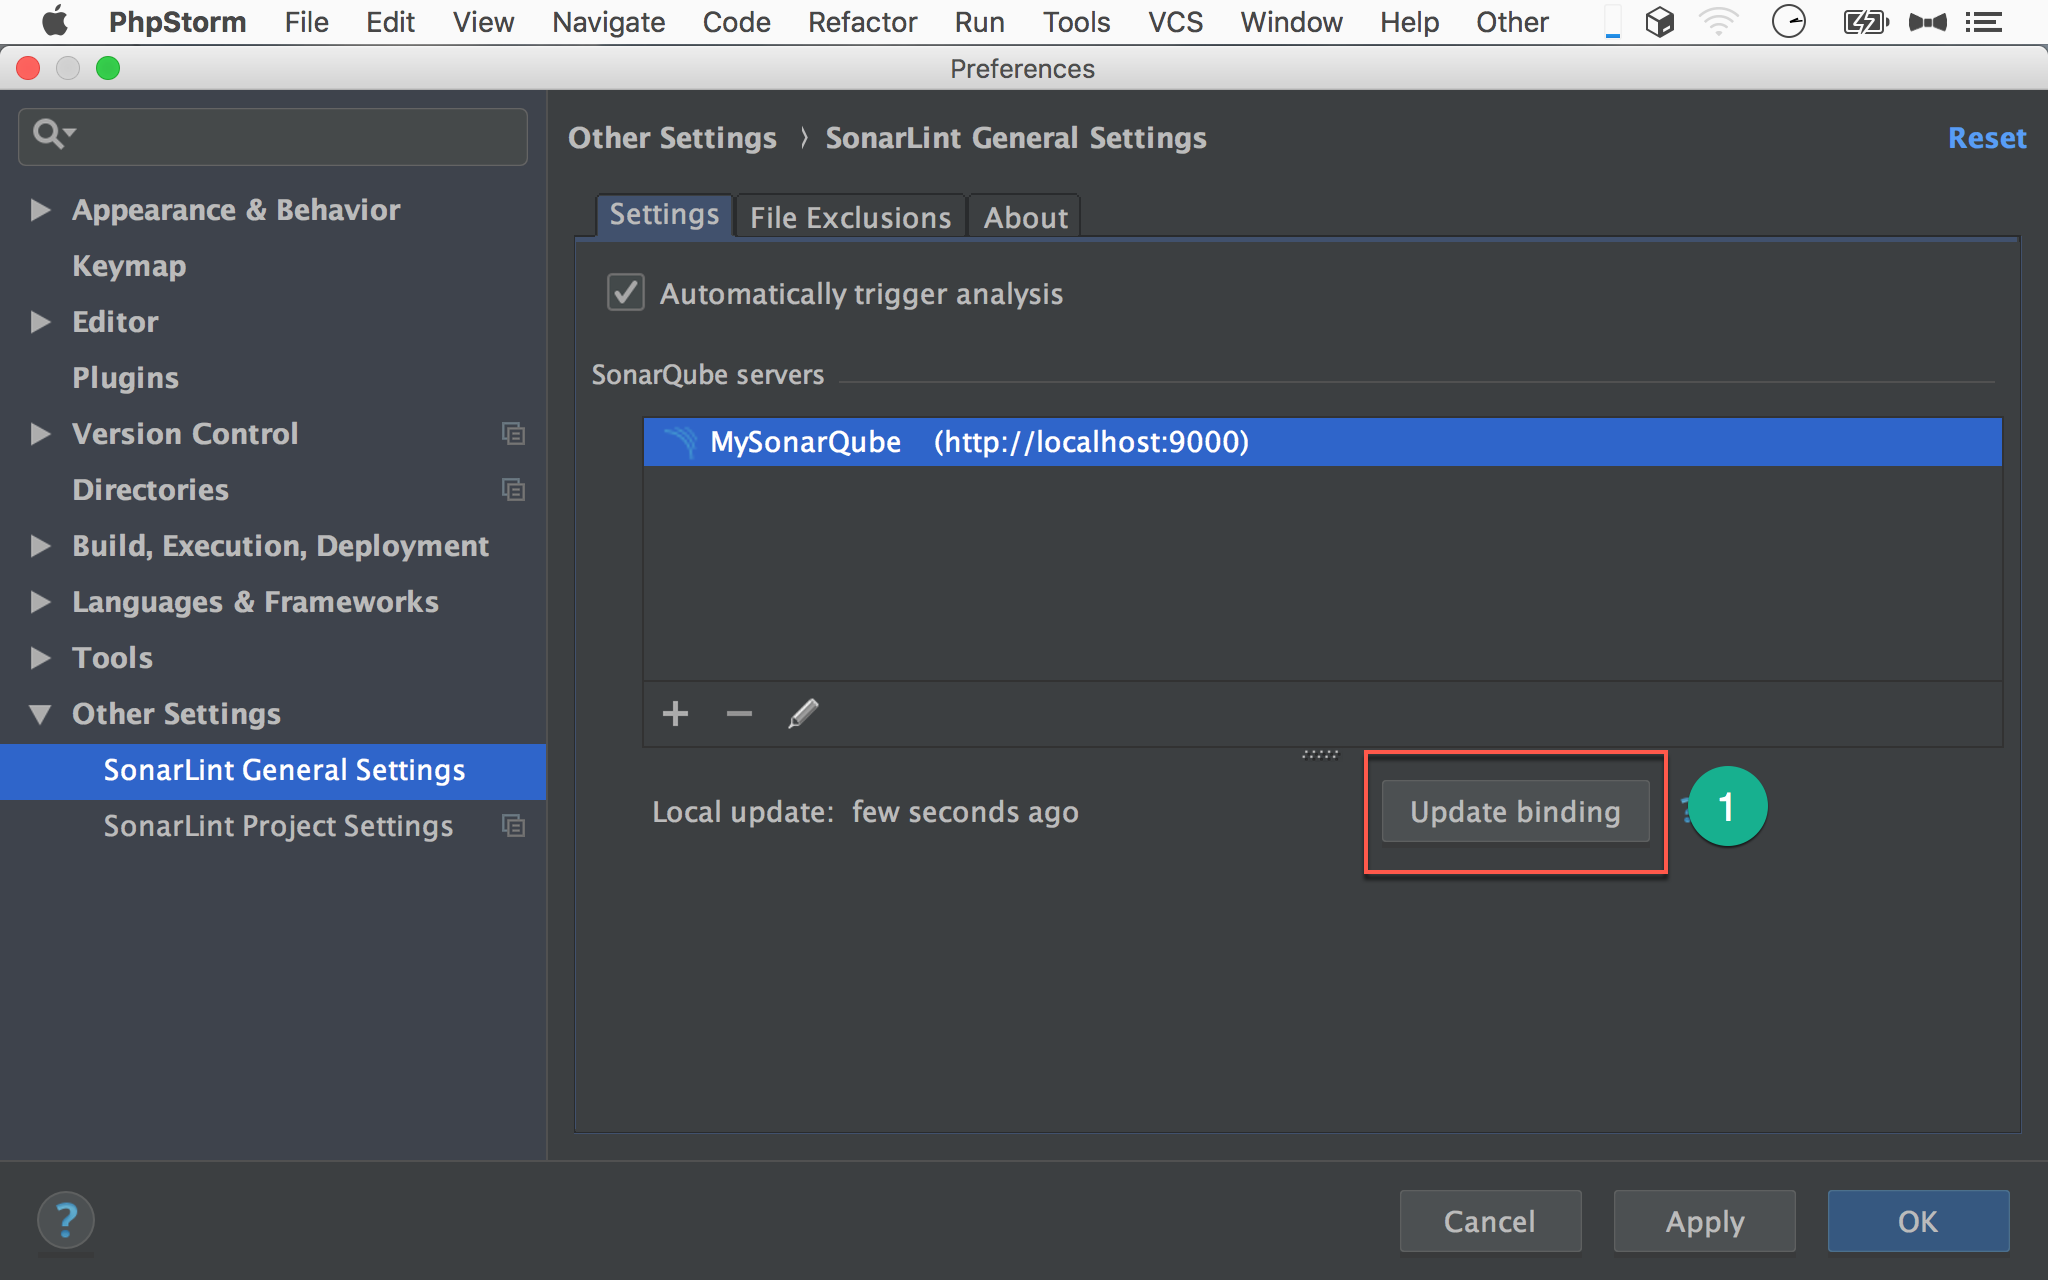 PhpStorm File Edit View Navigate Code Refactor Run Tools VCS Window Help Other
Preferences
Appearance & Behavior
Keymap
Editor
Plugins
Version Control
Directories
Build, Execution, Deployment
Languages & Frameworks
Tools
Other Settings
SonarLint General Settings
SonarLint Project Settings
Other Settings › SonarLint General Settings Reset
Settings File Exclusions About
Automatically trigger analysis
SonarQube servers
MySonarQube (http://localhost:9000)
Local update: few seconds ago Update binding ? 1
? Cancel Apply OK